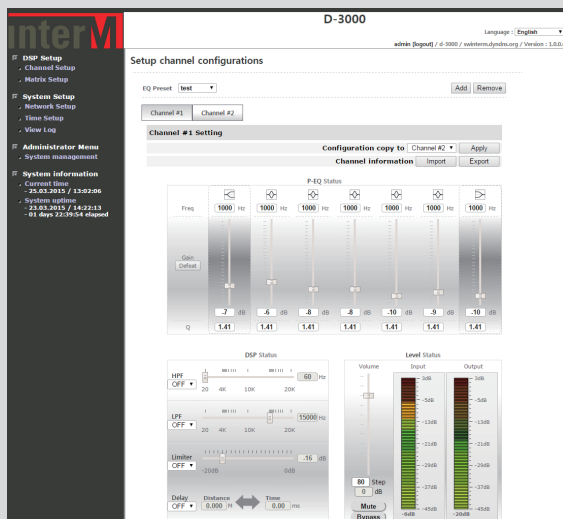 inter M
D-3000
Language : English
admin [logout] / d-3000 / swinterm.dyndns.org / Version : 1.0.0
DSP Setup
Channel Setup
Matrix Setup
System Setup
Network Setup
Time Setup
View Log
Administrator Menu
System management
System information
Current time
- 25.03.2015 / 13:02:06
System uptime
- 23.03.2015 / 14:22:13
- 01 days 22:39:54 elapsed
Setup channel configurations
EQ Preset test Add Remove
Channel #1 Channel #2
Channel #1 Setting
Configuration copy to Channel #2 Apply
Channel information Import Export
P-EQ Status
Freq 1000 Hz 1000 Hz 1000 Hz 1000 Hz 1000 Hz 1000 Hz 1000 Hz
Gain
Defeat
-7 dB -6 dB -8 dB -8 dB -10 dB -9 dB -10 dB
Q 1.41 1.41 1.41 1.41 1.41 1.41 1.41
DSP Status
HPF OFF 60 Hz
20 4K 10K 20K
LPF OFF 15000 Hz
20 4K 10K 20K
Limiter OFF -16 dB
-20dB 0dB
Delay OFF Distance 0.000 M Time 0.00 ms
Level Status
Volume Input Output
3dB 3dB
-5dB -5dB
-13dB -13dB
-21dB -21dB
-29dB -29dB
-37dB -37dB
-45dB -45dB
-6dB -20dB
80 Step
0 dB
Mute
Bypass